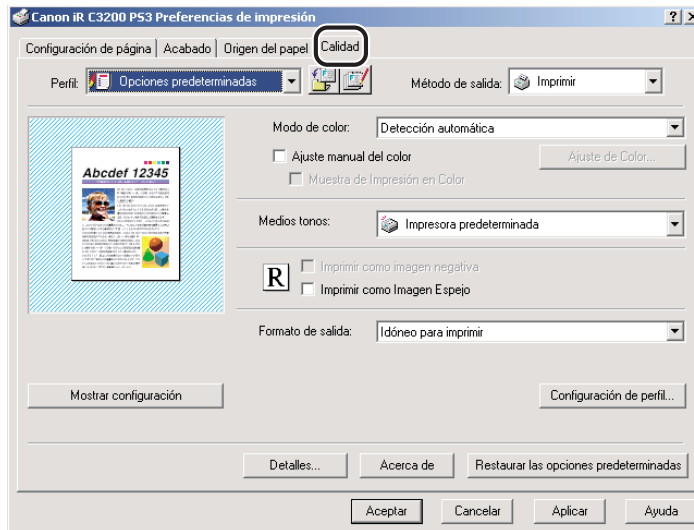 Canon iR C3200 PS3 Preferencias de impresión
Configuración de página Acabado Origen del papel Calidad
Perfil: Opciones predeterminadas Método de salida: Imprimir
Modo de color: Detección automática
Ajuste manual del color Ajuste de Color...
Muestra de Impresión en Color
Abcdef 12345
Medios tonos: Impresora predeterminada
R Imprimir como imagen negativa
Imprimir como Imagen Espejo
Formato de salida: Idóneo para imprimir
Mostrar configuración Configuración de perfil...
Detalles... Acerca de Restaurar las opciones predeterminadas
Aceptar Cancelar Aplicar Ayuda